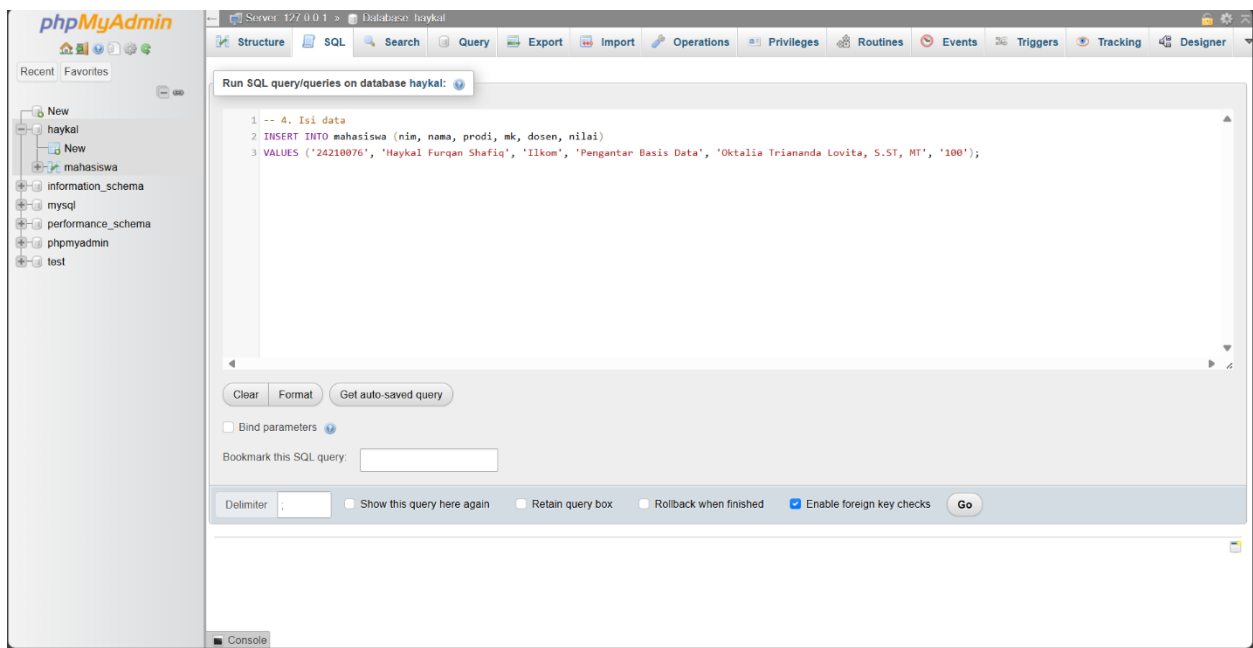 phpMyAdmin
Recent Favorites
New
haykal
New
mahasiswa
information_schema
mysql
performance_schema
phpmyadmin
test
Server: 127.0.0.1 » Database: haykal
Structure SQL Search Query Export Import Operations Privileges Routines Events Triggers Tracking Designer
Run SQL query/queries on database haykal:
1 -- 4. Isi data
2 INSERT INTO mahasiswa (nim, nama, prodi, mk, dosen, nilai)
3 VALUES ('24210076', 'Haykal Furqan Shafiq', 'Ilkom', 'Pengantar Basis Data', 'Oktalia Triananda Lovita, S.ST, MT', '100');
Clear Format Get auto-saved query
Bind parameters
Bookmark this SQL query:
Delimiter ; Show this query here again Retain query box Rollback when finished Enable foreign key checks Go
Console